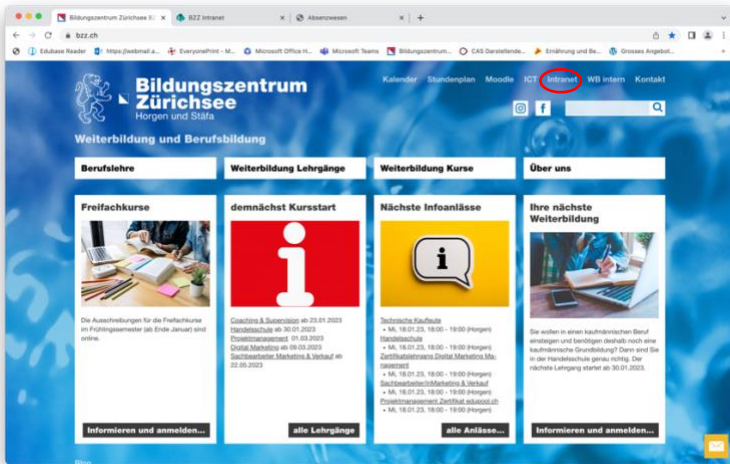 Bildungszentrum Zürichsee BZ
BZZ Intranet
Absenzwesen
bzz.ch
Edubase Reader
https://webmail.a...
EveryonePrint - M...
Microsoft Office H...
Microsoft Teams
Bildungszentrum...
CAS Darstellende...
Ernährung und Be...
Grosses Angebot...
Kalender Stundenplan Moodle ICT Intranet WB intern Kontakt
Bildungszentrum
Zürichsee
Horgen und Stäfa
Weiterbildung und Berufsbildung
Berufslehre
Weiterbildung Lehrgänge
Weiterbildung Kurse
Über uns
Freifachkurse
Die Ausschreibungen für die Freifachkurse
im Frühlingssemester (ab Ende Januar) sind
online.
Informieren und anmelden...
demnächst Kursstart
Coaching & Supervision ab 23.01.2023
Handelsschule ab 30.01.2023
Projektmanagement 01.03.2023
Digital Marketing ab 09.03.2023
Sachbearbeiter Marketing & Verkauf ab
22.05.2023
alle Lehrgänge
Nächste Infoanlässe
Technische Kaufleute
• Mi, 18.01.23, 18:00 - 19:00 (Horgen)
Handelsschule
• Mi, 18.01.23, 18:00 - 19:00 (Horgen)
Zertifikatslehrgang Digital Marketing Ma-
nagement
• Mi, 18.01.23, 18:00 - 19:00 (Horgen)
Sachbearbeiter/inMarketing & Verkauf
• Mi, 18.01.23, 18:00 - 19:00 (Horgen)
Projektmanagement Zertifikat edupool.ch
• Mi, 18.01.23, 18:00 - 19:00 (Horgen)
alle Anlässe...
Ihre nächste
Weiterbildung
Sie wollen in einen kaufmännischen Beruf
einsteigen und benötigen deshalb noch eine
kaufmännische Grundbildung? Dann sind Sie
in der Handelsschule genau richtig. Der
nächste Lehrgang startet ab 30.01.2023.
Informieren und anmelden...
Blog